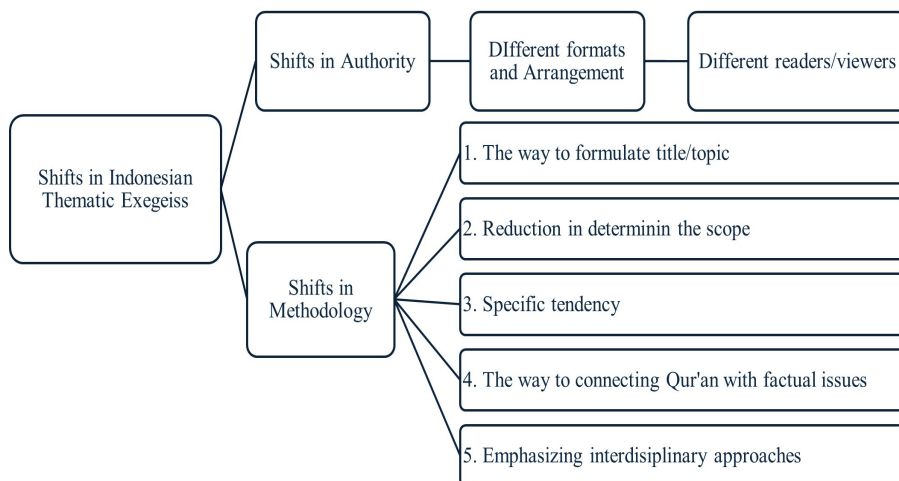 Shifts in Authority
DIfferent formats
and Arrangement
Different readers/viewers
Shifts in Indonesian
Thematic Exegeiss
Shifts in
Methodology
1. The way to formulate title/topic
2. Reduction in determinin the scope
3. Specific tendency
4. The way to connecting Qur'an with factual issues
5. Emphasizing interdisiplinary approaches